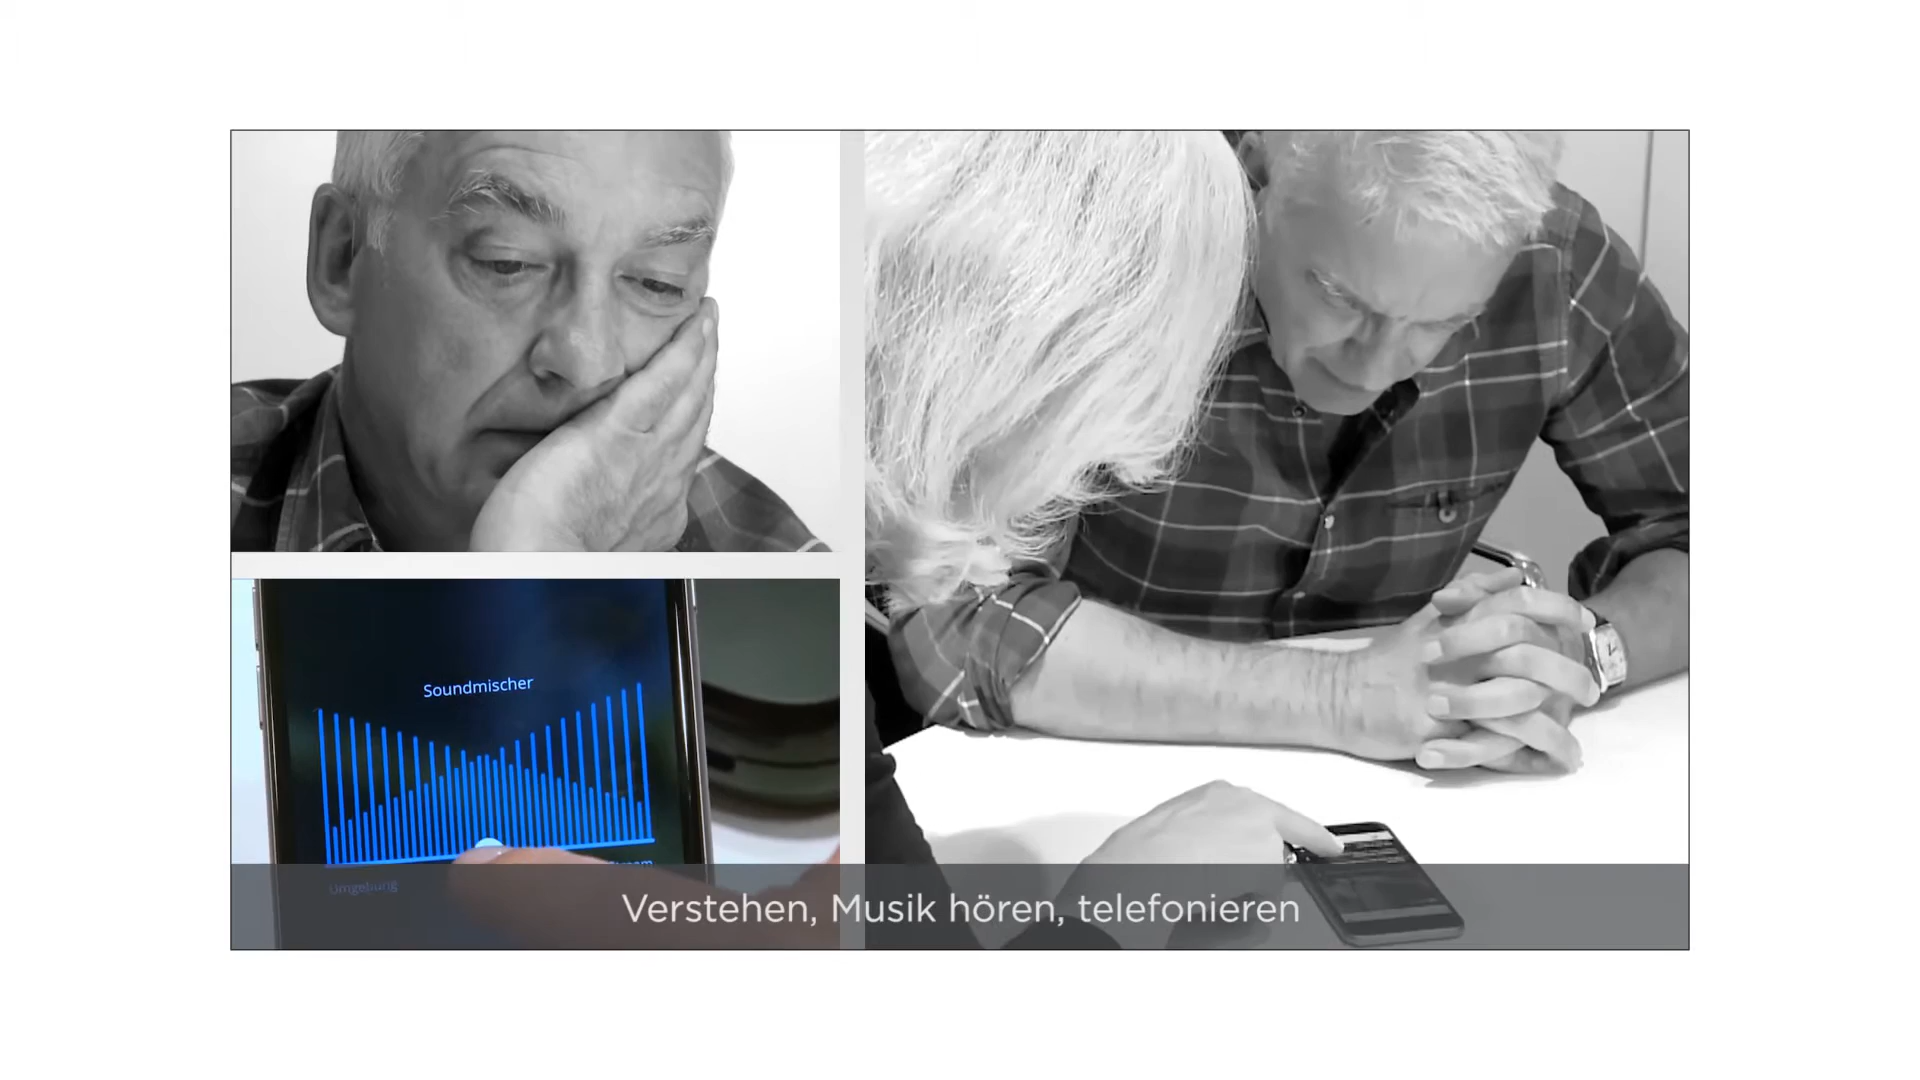 Soundmischer
Umgebung
Verstehen, Musik hören, telefonieren